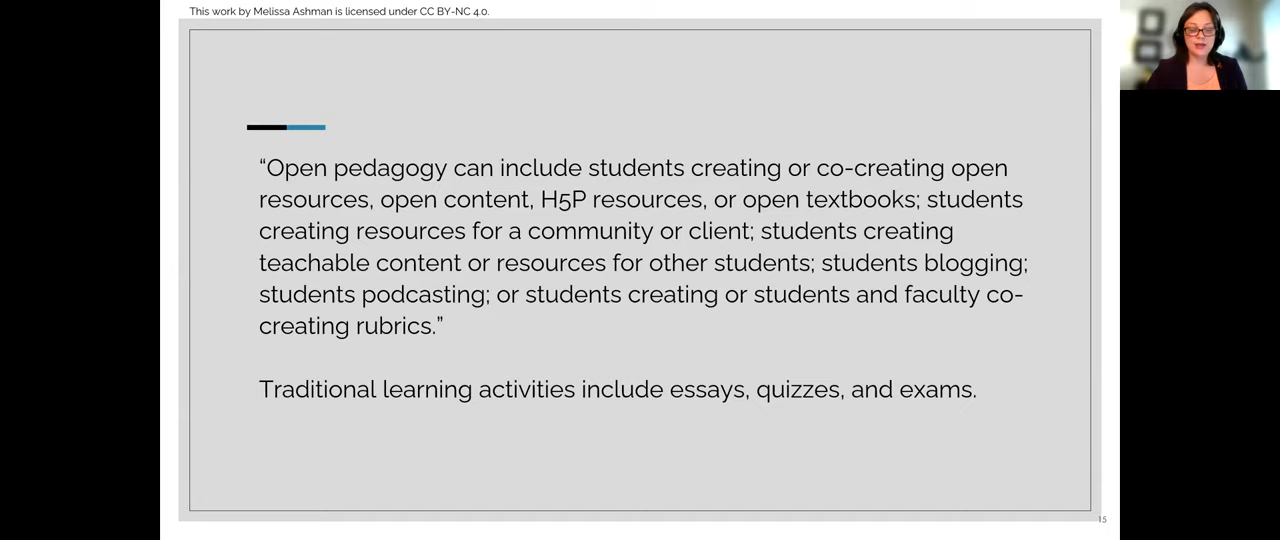 This work by Melissa Ashman is licensed under CC BY-NC 4.0.
“Open pedagogy can include students creating or co-creating open
resources, open content, H5P resources, or open textbooks; students
creating resources for a community or client; students creating
teachable content or resources for other students; students blogging;
students podcasting; or students creating or students and faculty co-
creating rubrics.”
Traditional learning activities include essays, quizzes, and exams.
15